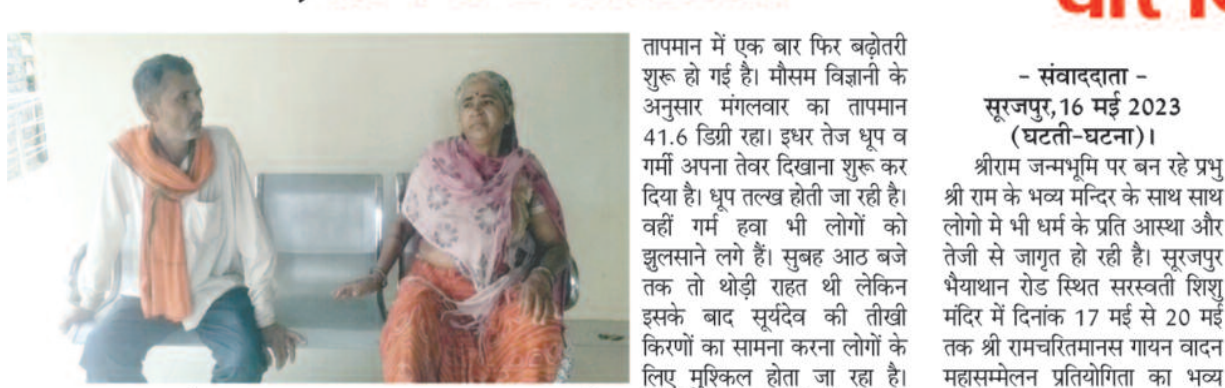 तापमान में एक बार फिर बढ़ोतरी
शुरू हो गई है। मौसम विज्ञानी के
अनुसार मंगलवार का तापमान
41.6 डिग्री रहा। इधर तेज धूप व
गर्मी अपना तेवर दिखाना शुरू कर
दिया है। धूप तल्ख होती जा रही है।
वहीं गर्म हवा भी लोगों को
झुलसाने लगे हैं। सुबह आठ बजे
तक तो थोड़ी राहत थी लेकिन
इसके बाद सूर्यदेव की तीखी
किरणों का सामना करना लोगों के
लिए मुश्किल होता जा रहा है।
- संवाददाता -
सूरजपुर,16 मई 2023
(घटती-घटना)।
श्रीराम जन्मभूमि पर बन रहे प्रभु
श्री राम के भव्य मन्दिर के साथ साथ
लोगो मे भी धर्म के प्रति आस्था और
तेजी से जागृत हो रही है। सूरजपुर
भैयाथान रोड स्थित सरस्वती शिशु
मंदिर में दिनांक 17 मई से 20 मई
तक श्री रामचरितमानस गायन वादन
महासम्मेलन प्रतियोगिता का भव्य